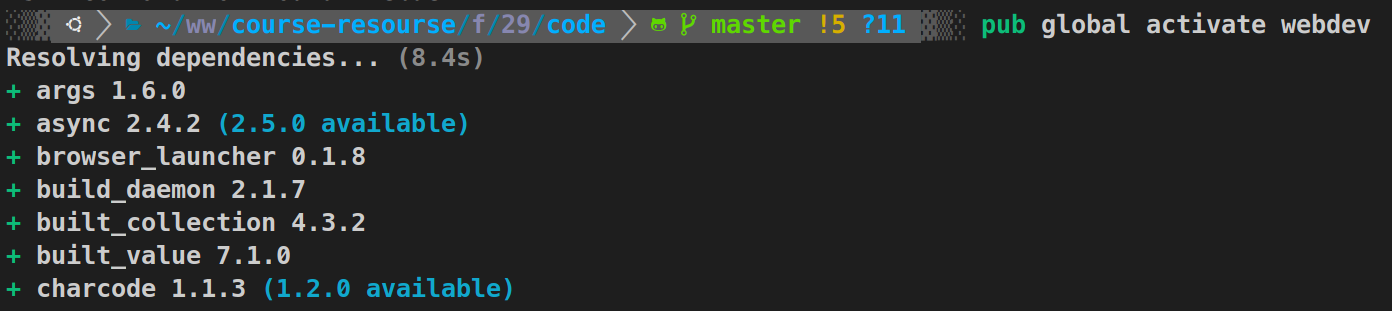 ~/ww/course-resourse/f/29/code master !5 ?11 pub global activate webdev
Resolving dependencies... (8.4s)
+ args 1.6.0
+ async 2.4.2 (2.5.0 available)
+ browser_launcher 0.1.8
+ build_daemon 2.1.7
+ built_collection 4.3.2
+ built_value 7.1.0
+ charcode 1.1.3 (1.2.0 available)